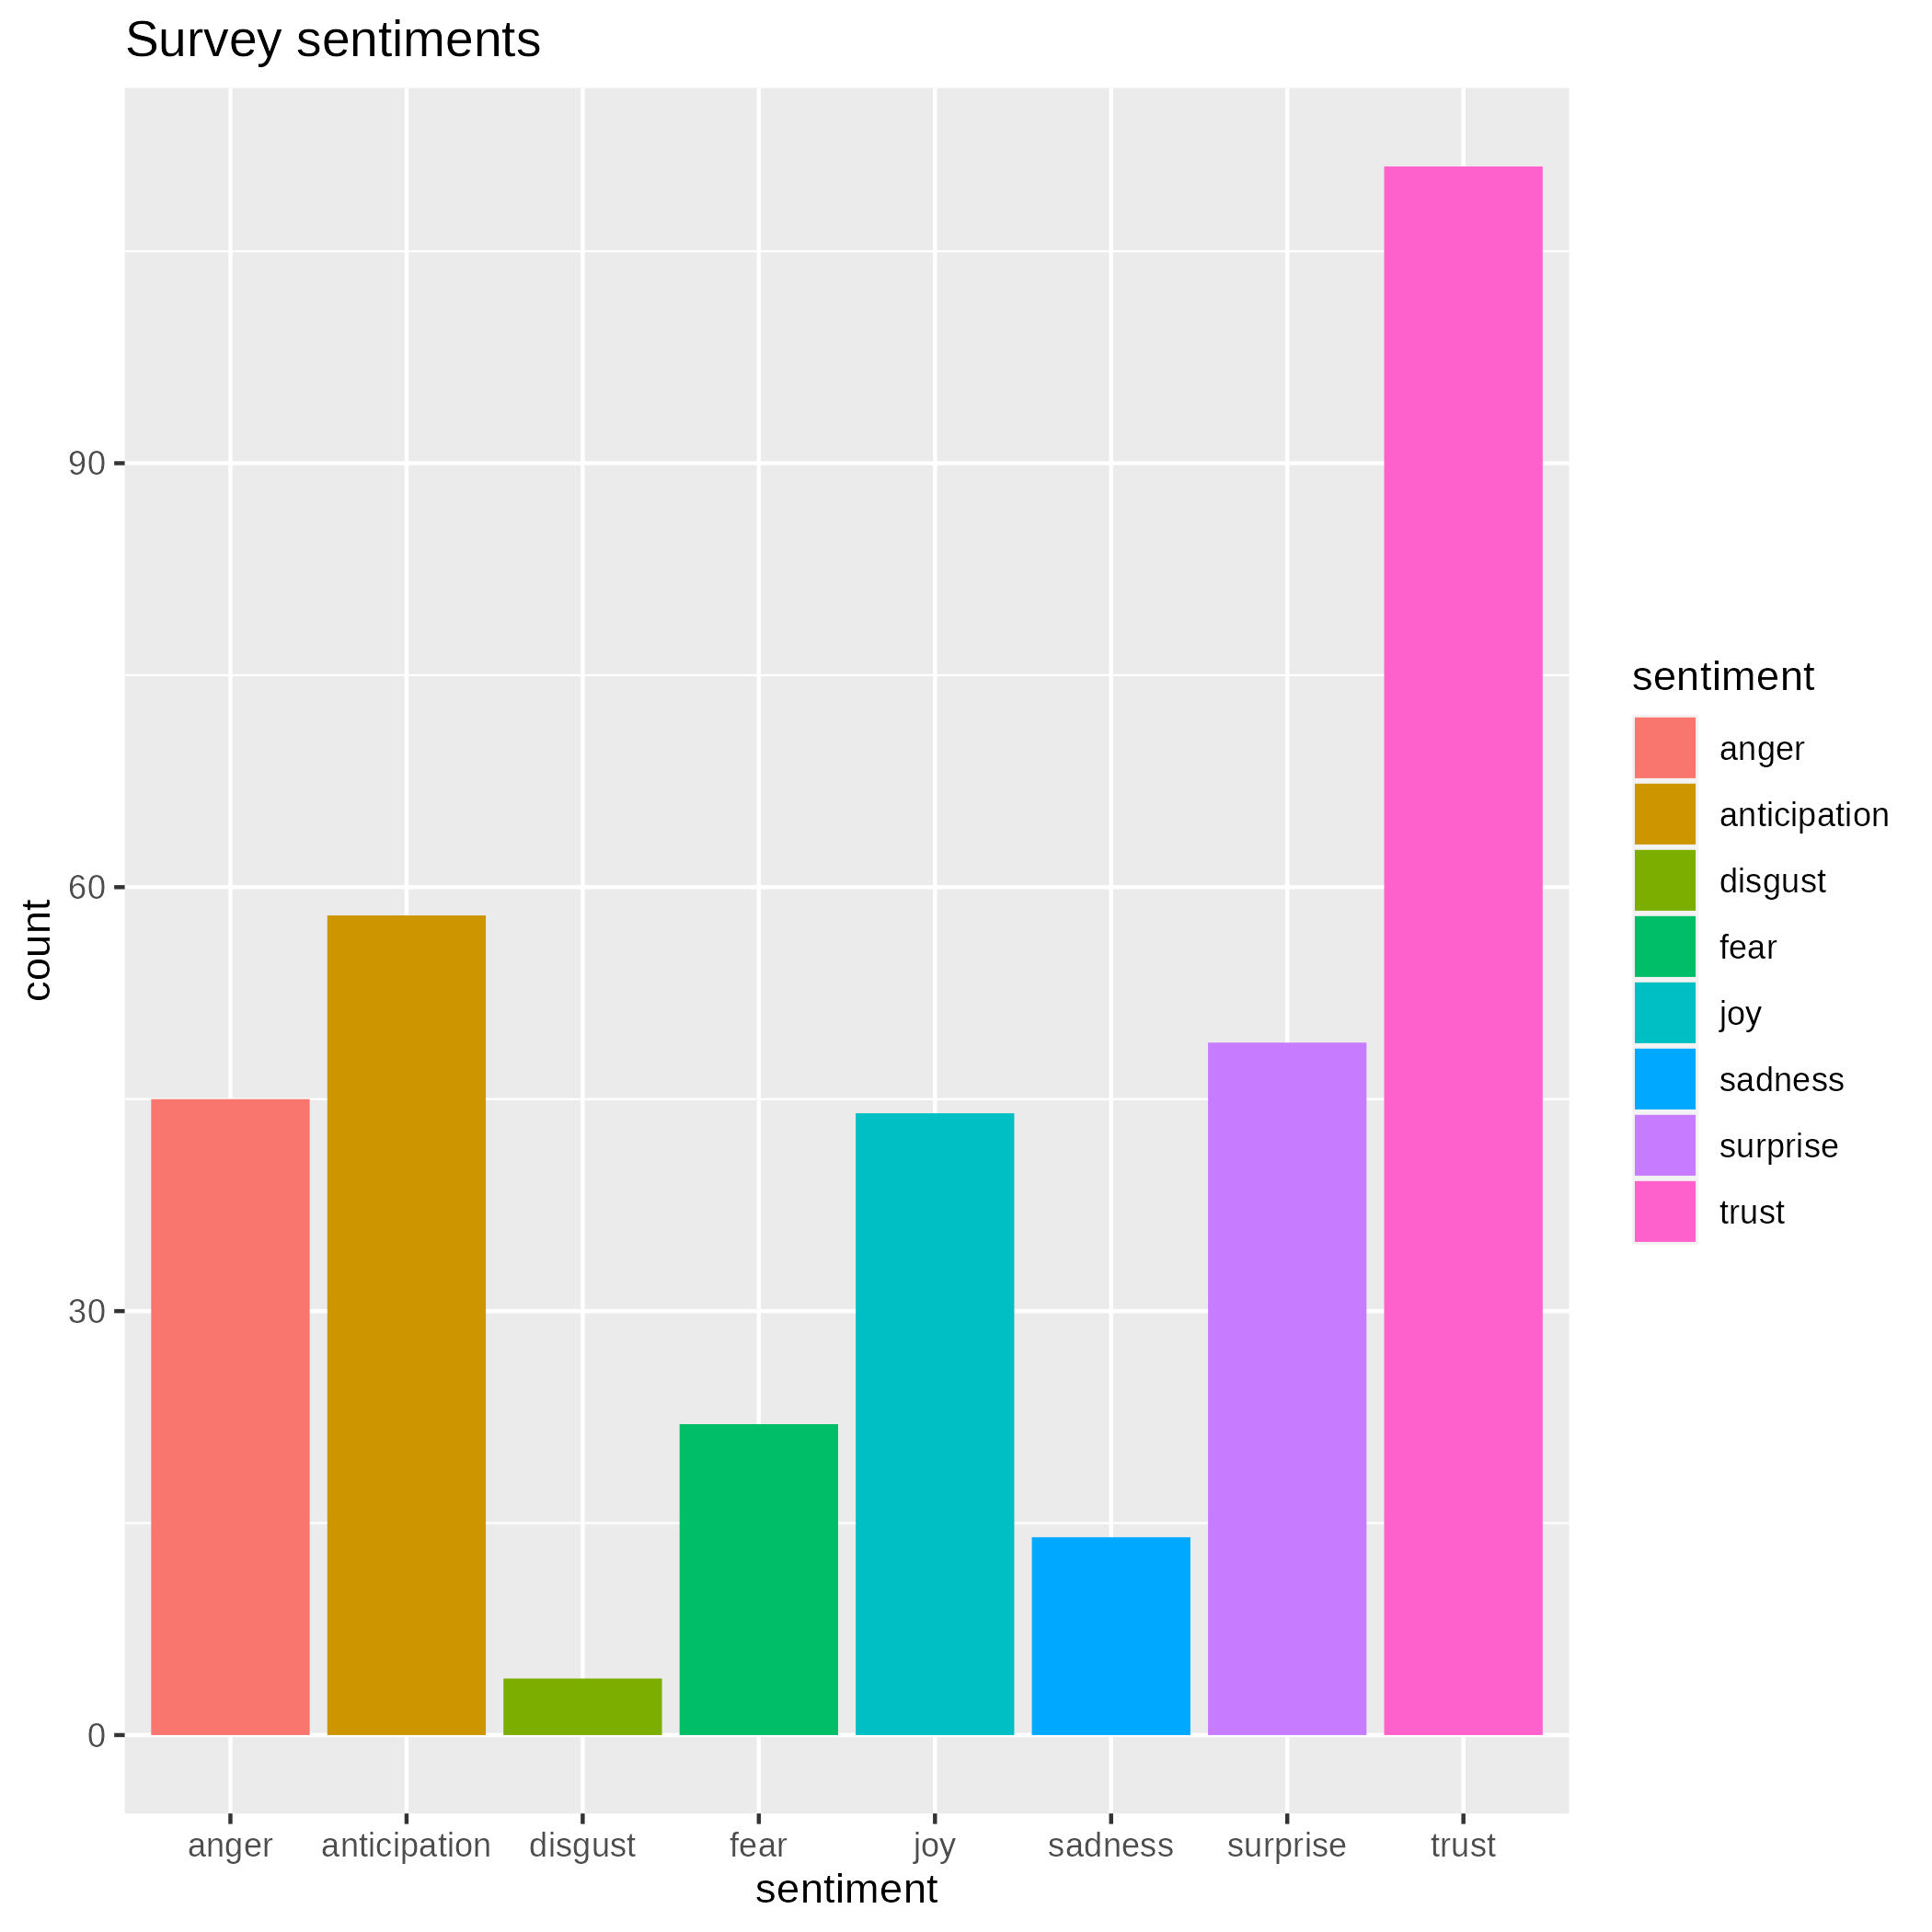 Survey sentiments
90
60
30
0
count
anger anticipation disgust fear joy sadness surprise trust
sentiment
sentiment
anger
anticipation
disgust
fear
joy
sadness
surprise
trust